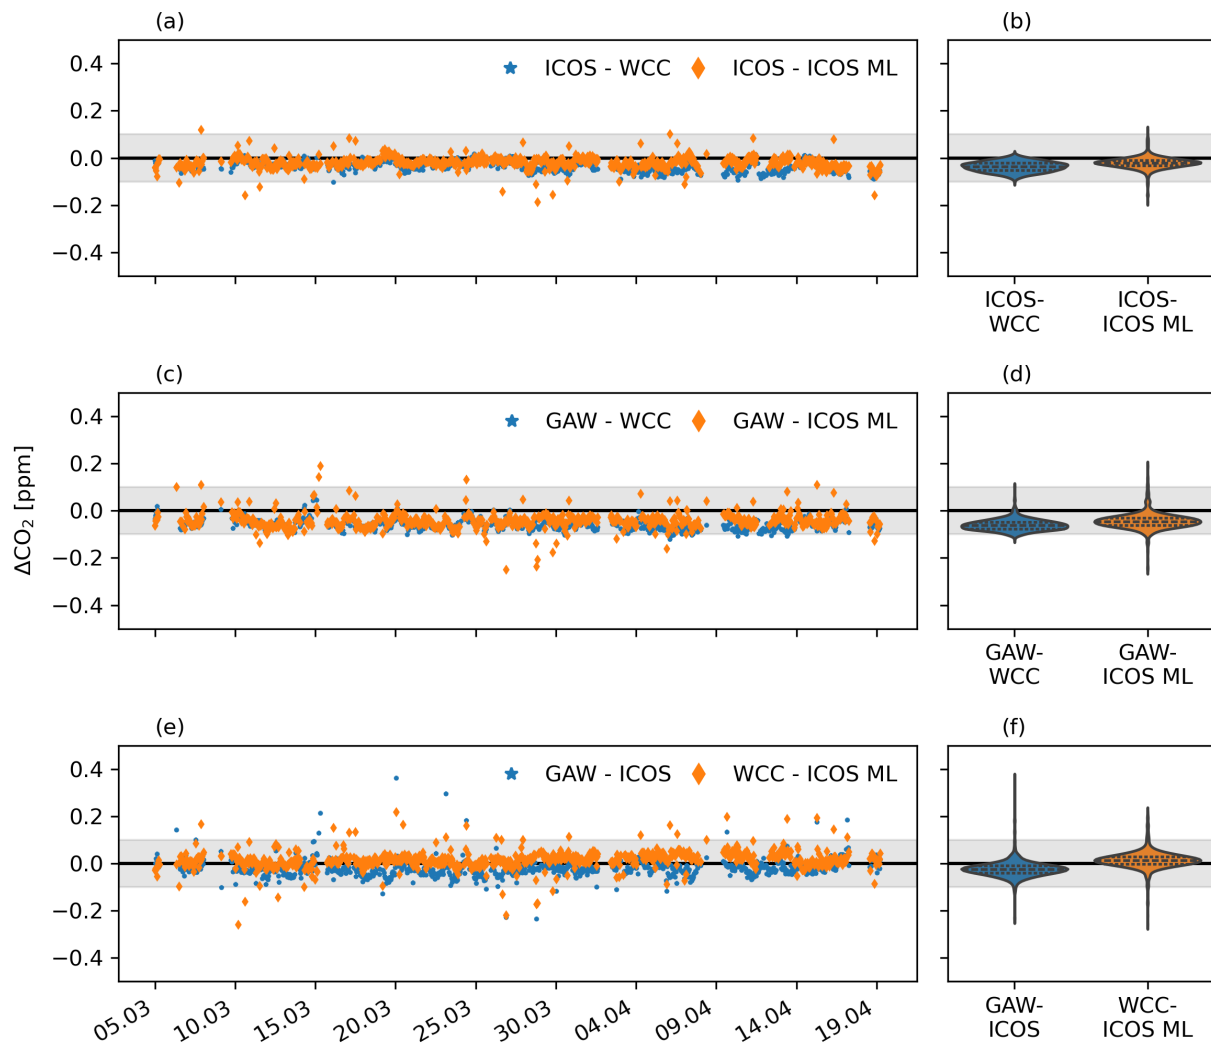 (a) (b)
0.4
ICOS - WCC ICOS - ICOS ML
0.2
0.0
−0.2
−0.4
ICOS- ICOS-
WCC ICOS ML
(c) (d)
0.4
GAW - WCC GAW - ICOS ML
0.2
0.0
−0.2
−0.4
ΔCO₂ [ppm]
GAW- GAW-
WCC ICOS ML
(e) (f)
0.4
GAW - ICOS WCC - ICOS ML
0.2
0.0
−0.2
−0.4
05.03 10.03 15.03 20.03 25.03 30.03 04.04 09.04 14.04 19.04
GAW- WCC-
ICOS ICOS ML